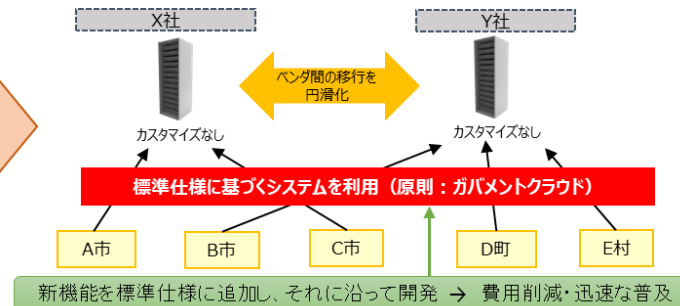 X社
Y社
ベンダ間の移行を
円滑化
カスタマイズなし
カスタマイズなし
標準仕様に基づくシステムを利用（原則：ガバメントクラウド）
A市
B市
C市
D町
E村
新機能を標準仕様に追加し、それに沿って開発 → 費用削減・迅速な普及